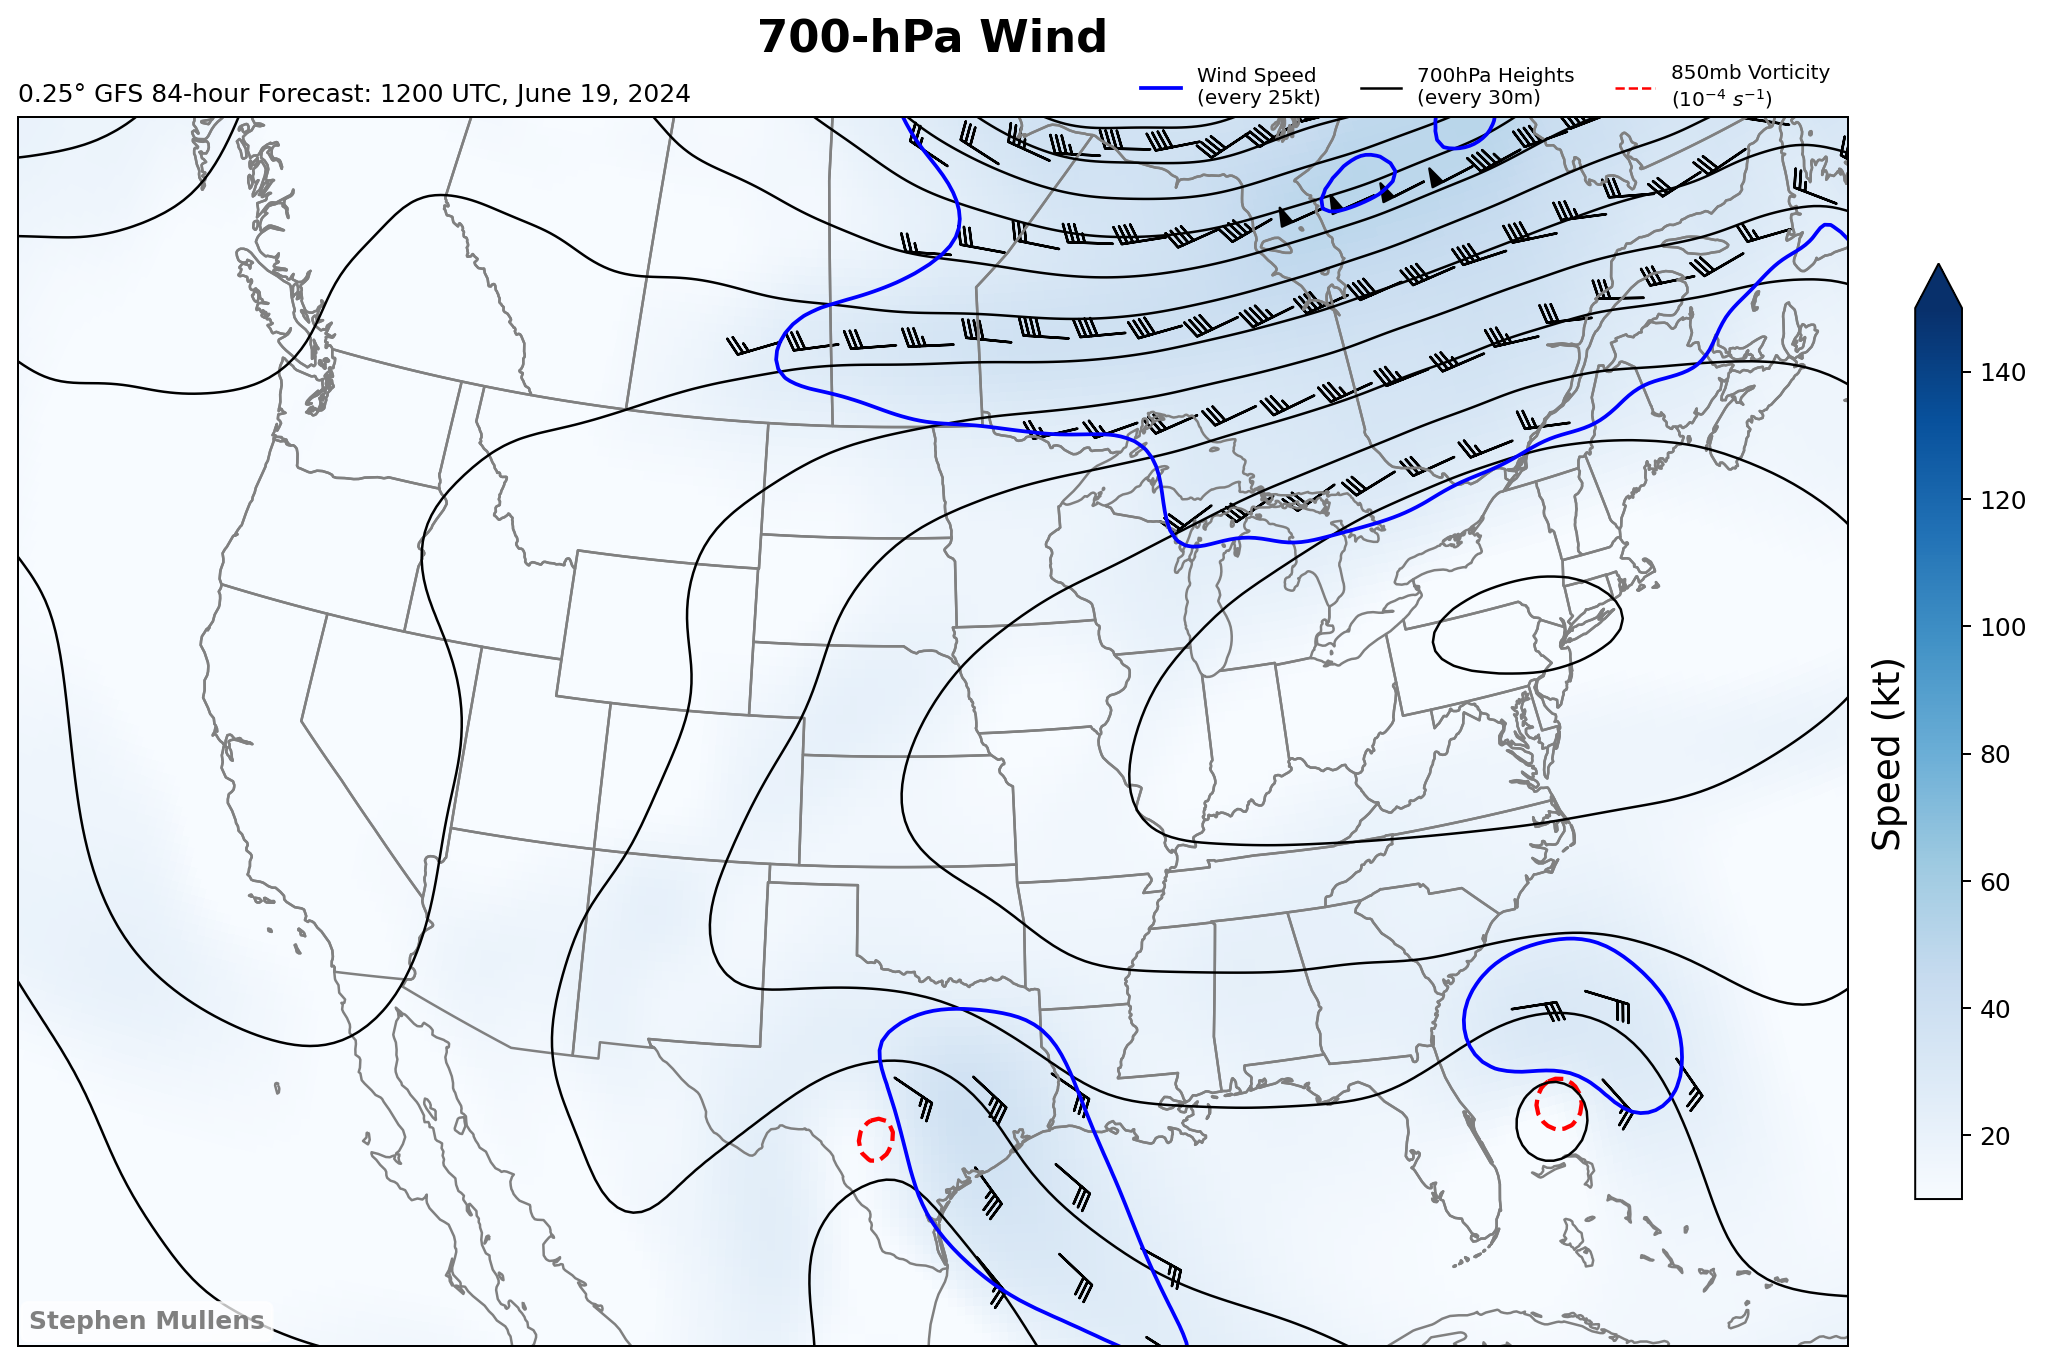 700-hPa Wind
0.25° GFS 84-hour Forecast: 1200 UTC, June 19, 2024
Wind Speed
(every 25kt)
700hPa Heights
(every 30m)
850mb Vorticity
(10⁻⁴ s⁻¹)
140
120
100
80
60
40
20
Speed (kt)
Stephen Mullens